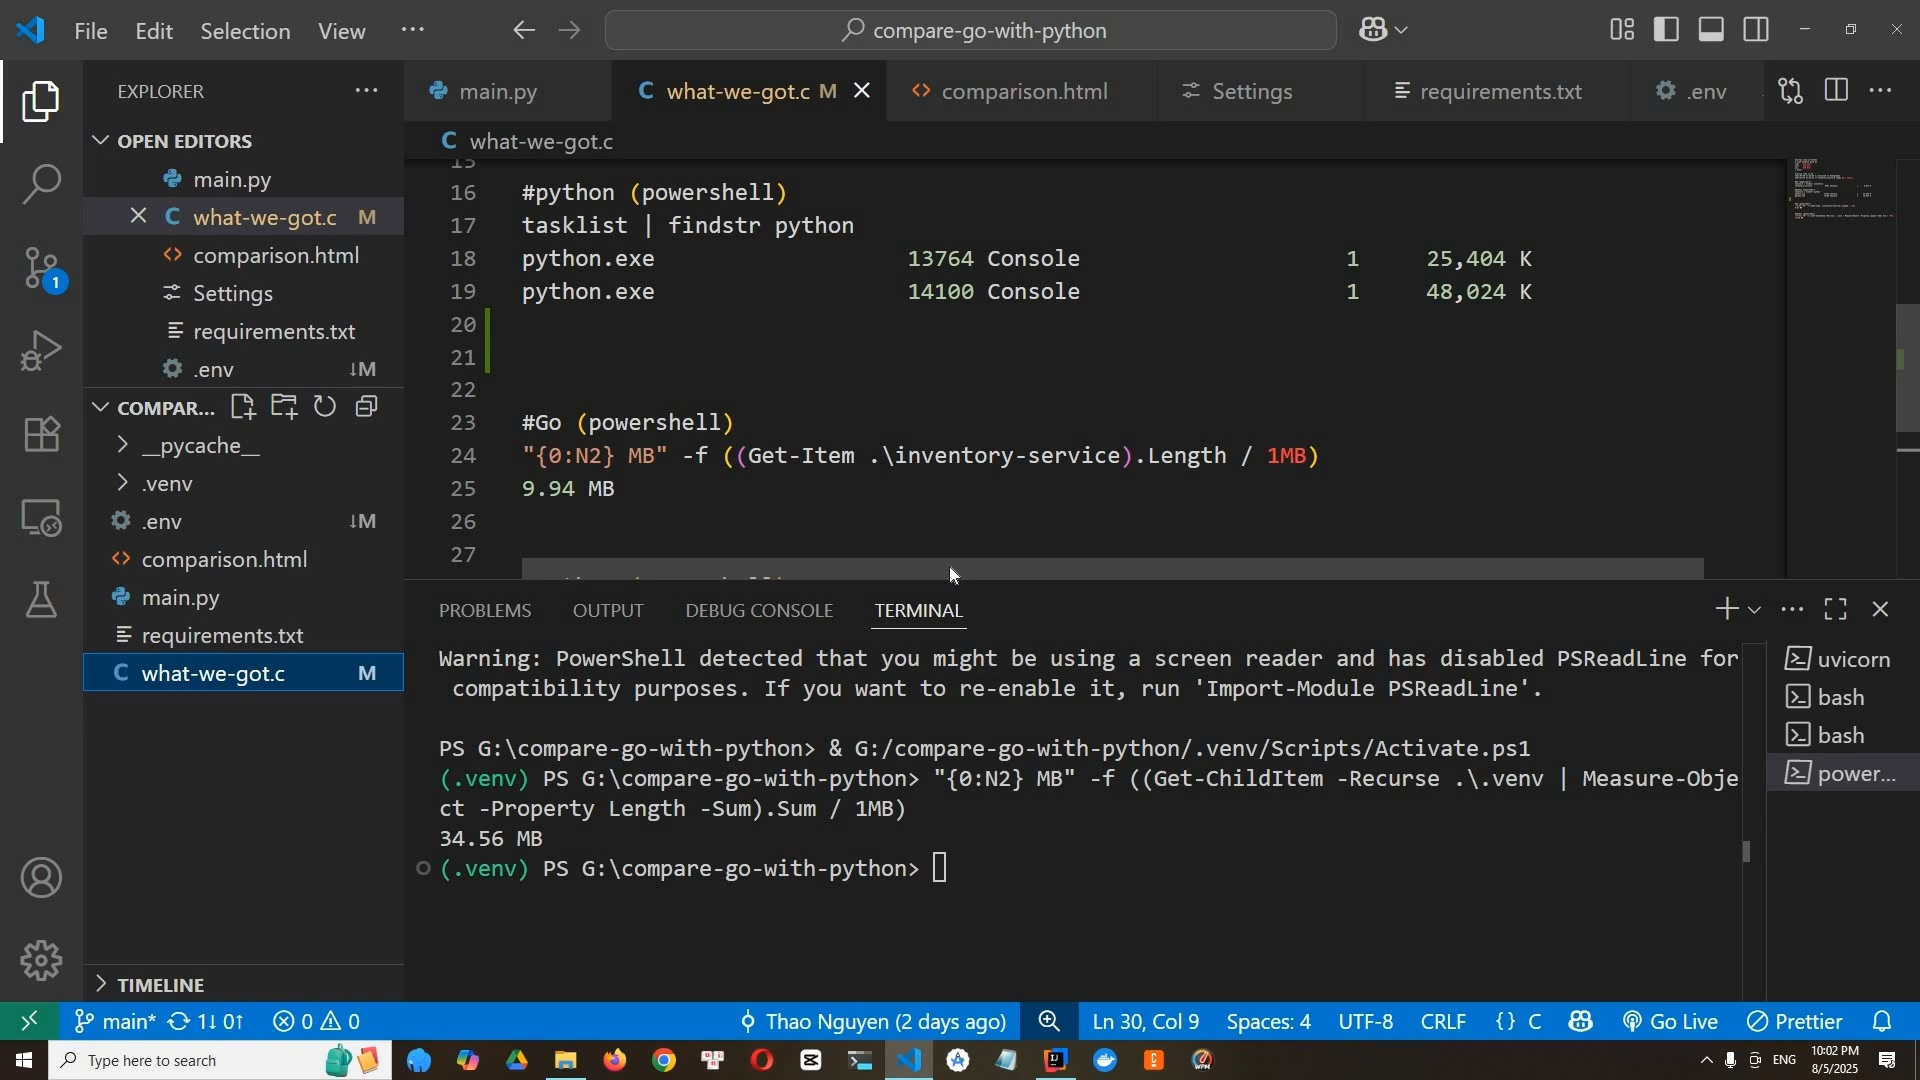 File Edit Selection View ··· compare-go-with-python
EXPLORER ···
OPEN EDITORS
main.py
what-we-got.c M
comparison.html
Settings
requirements.txt
.env ↓M
COMPAR...
__pycache__
.venv
.env ↓M
comparison.html
main.py
requirements.txt
what-we-got.c M
TIMELINE
main.py what-we-got.c M comparison.html Settings requirements.txt .env
what-we-got.c
15
16 #python (powershell)
17 tasklist | findstr python
18 python.exe 13764 Console 1 25,404 K
19 python.exe 14100 Console 1 48,024 K
20
21
22
23 #Go (powershell)
24 "{0:N2} MB" -f ((Get-Item .\inventory-service).Length / 1MB)
25 9.94 MB
26
27
PROBLEMS OUTPUT DEBUG CONSOLE TERMINAL
Warning: PowerShell detected that you might be using a screen reader and has disabled PSReadLine for
compatibility purposes. If you want to re-enable it, run 'Import-Module PSReadLine'.
PS G:\compare-go-with-python> & G:/compare-go-with-python/.venv/Scripts/Activate.ps1
(.venv) PS G:\compare-go-with-python> "{0:N2} MB" -f ((Get-ChildItem -Recurse .\.venv | Measure-Obje
ct -Property Length -Sum).Sum / 1MB)
34.56 MB
(.venv) PS G:\compare-go-with-python>
uvicorn
bash
bash
power...
main* 1↓ 0↑ 0 0 Thao Nguyen (2 days ago) Ln 30, Col 9 Spaces: 4 UTF-8 CRLF {} C Go Live Prettier
Type here to search
ENG
10:02 PM
8/5/2025